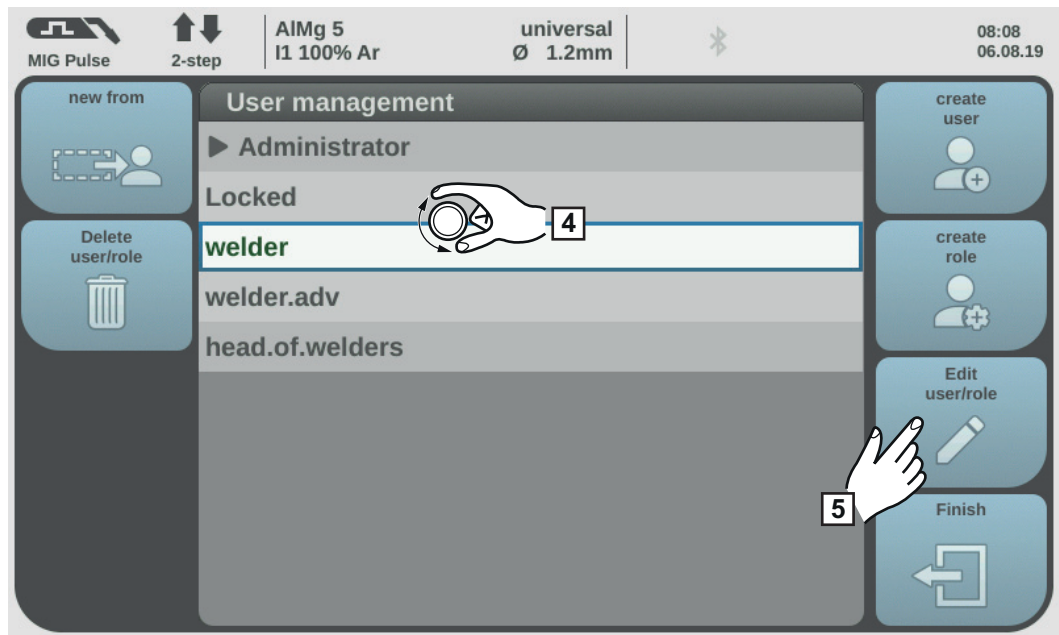 MIG Pulse
2-step
AlMg 5
I1 100% Ar
universal
Ø 1.2mm
08:08
06.08.19
new from
Delete
user/role
User management
Administrator
Locked
welder
welder.adv
head.of.welders
4
create
user
create
role
Edit
user/role
5
Finish